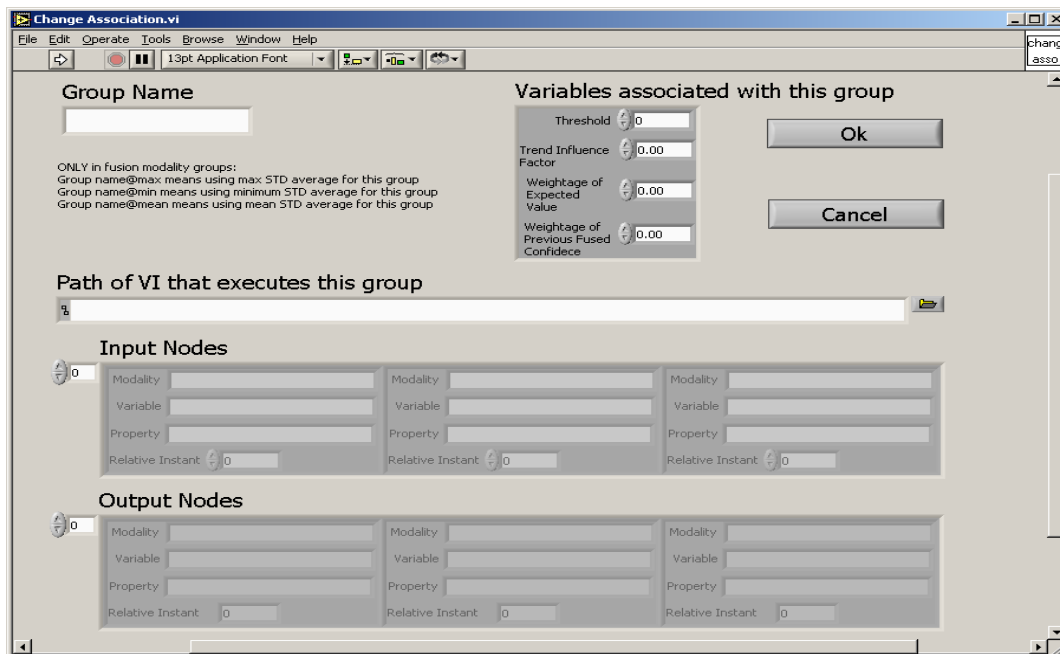 Change Association.vi
File Edit Operate Tools Browse Window Help
13pt Application Font
chang
asso
Group Name
Variables associated with this group
Threshold 0
Ok
ONLY in fusion modality groups:
Group name@max means using max STD average for this group
Group name@min means using minimum STD average for this group
Group name@mean means using mean STD average for this group
Trend Influence
Factor
0.00
Weightage of
Expected
Value
0.00
Cancel
Weightage of
Previous Fused
Confidece
0.00
Path of VI that executes this group
Input Nodes
0
Modality Modality Modality
Variable Variable Variable
Property Property Property
Relative Instant 0 Relative Instant 0 Relative Instant 0
Output Nodes
0
Modality Modality Modality
Variable Variable Variable
Property Property Property
Relative Instant 0 Relative Instant 0 Relative Instant 0